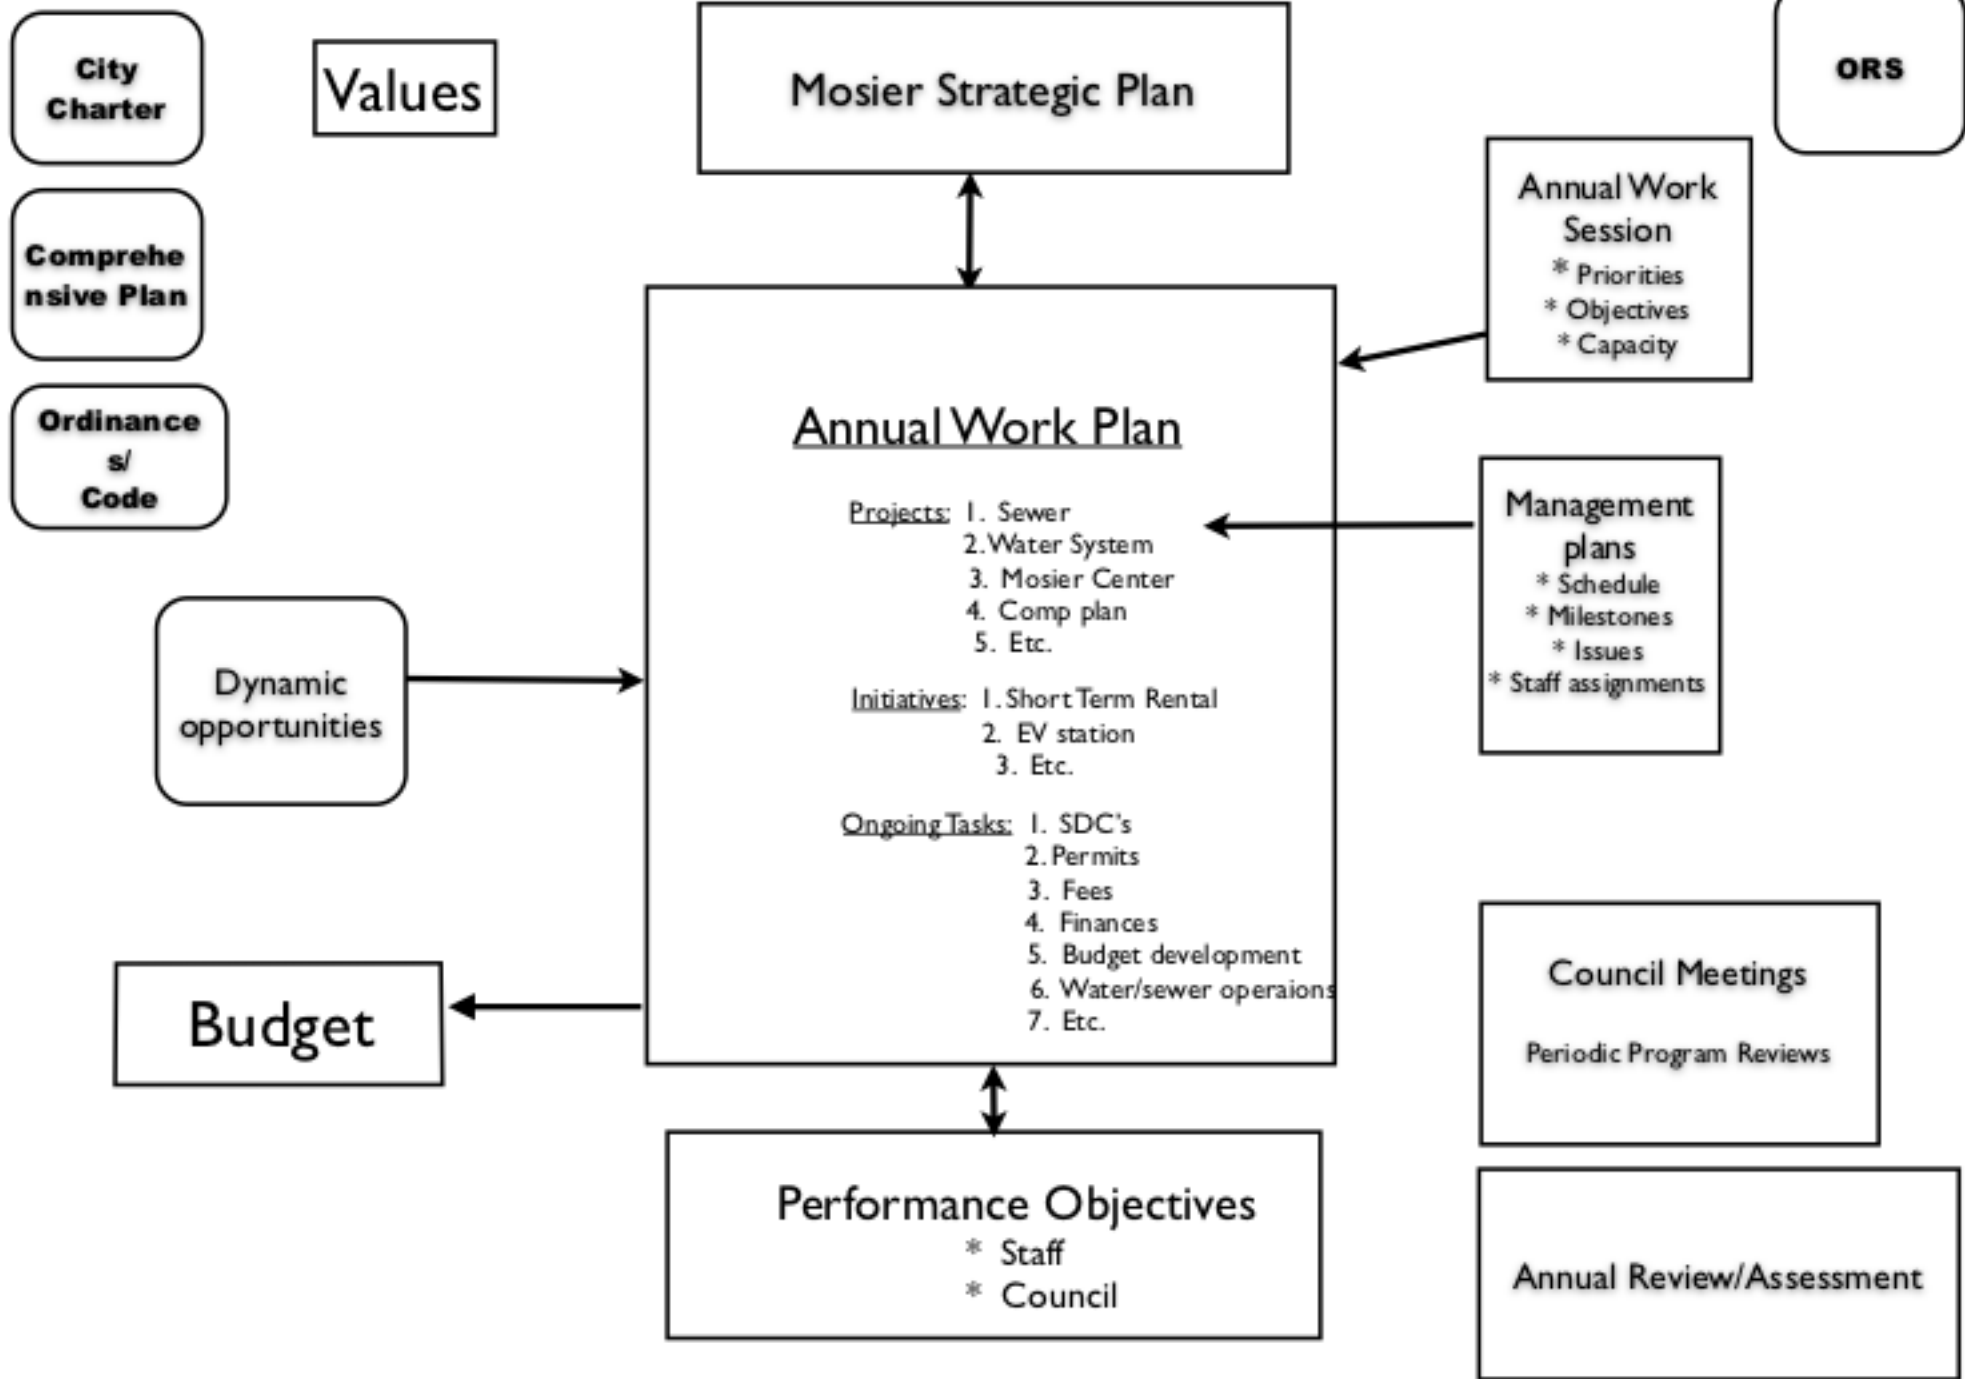 City
Charter
Values
Mosier Strategic Plan
ORS
Comprehe
nsive Plan
Annual Work
Session
* Priorities
* Objectives
* Capacity
Ordinance
s/
Code
Annual Work Plan
Projects: 1. Sewer
2. Water System
3. Mosier Center
4. Comp plan
5. Etc.
Initiatives: 1. Short Term Rental
2. EV station
3. Etc.
Ongoing Tasks: 1. SDC's
2. Permits
3. Fees
4. Finances
5. Budget development
6. Water/sewer operaions
7. Etc.
Management
plans
* Schedule
* Milestones
* Issues
* Staff assignments
Dynamic
opportunities
Budget
Council Meetings
Periodic Program Reviews
Performance Objectives
* Staff
* Council
Annual Review/Assessment